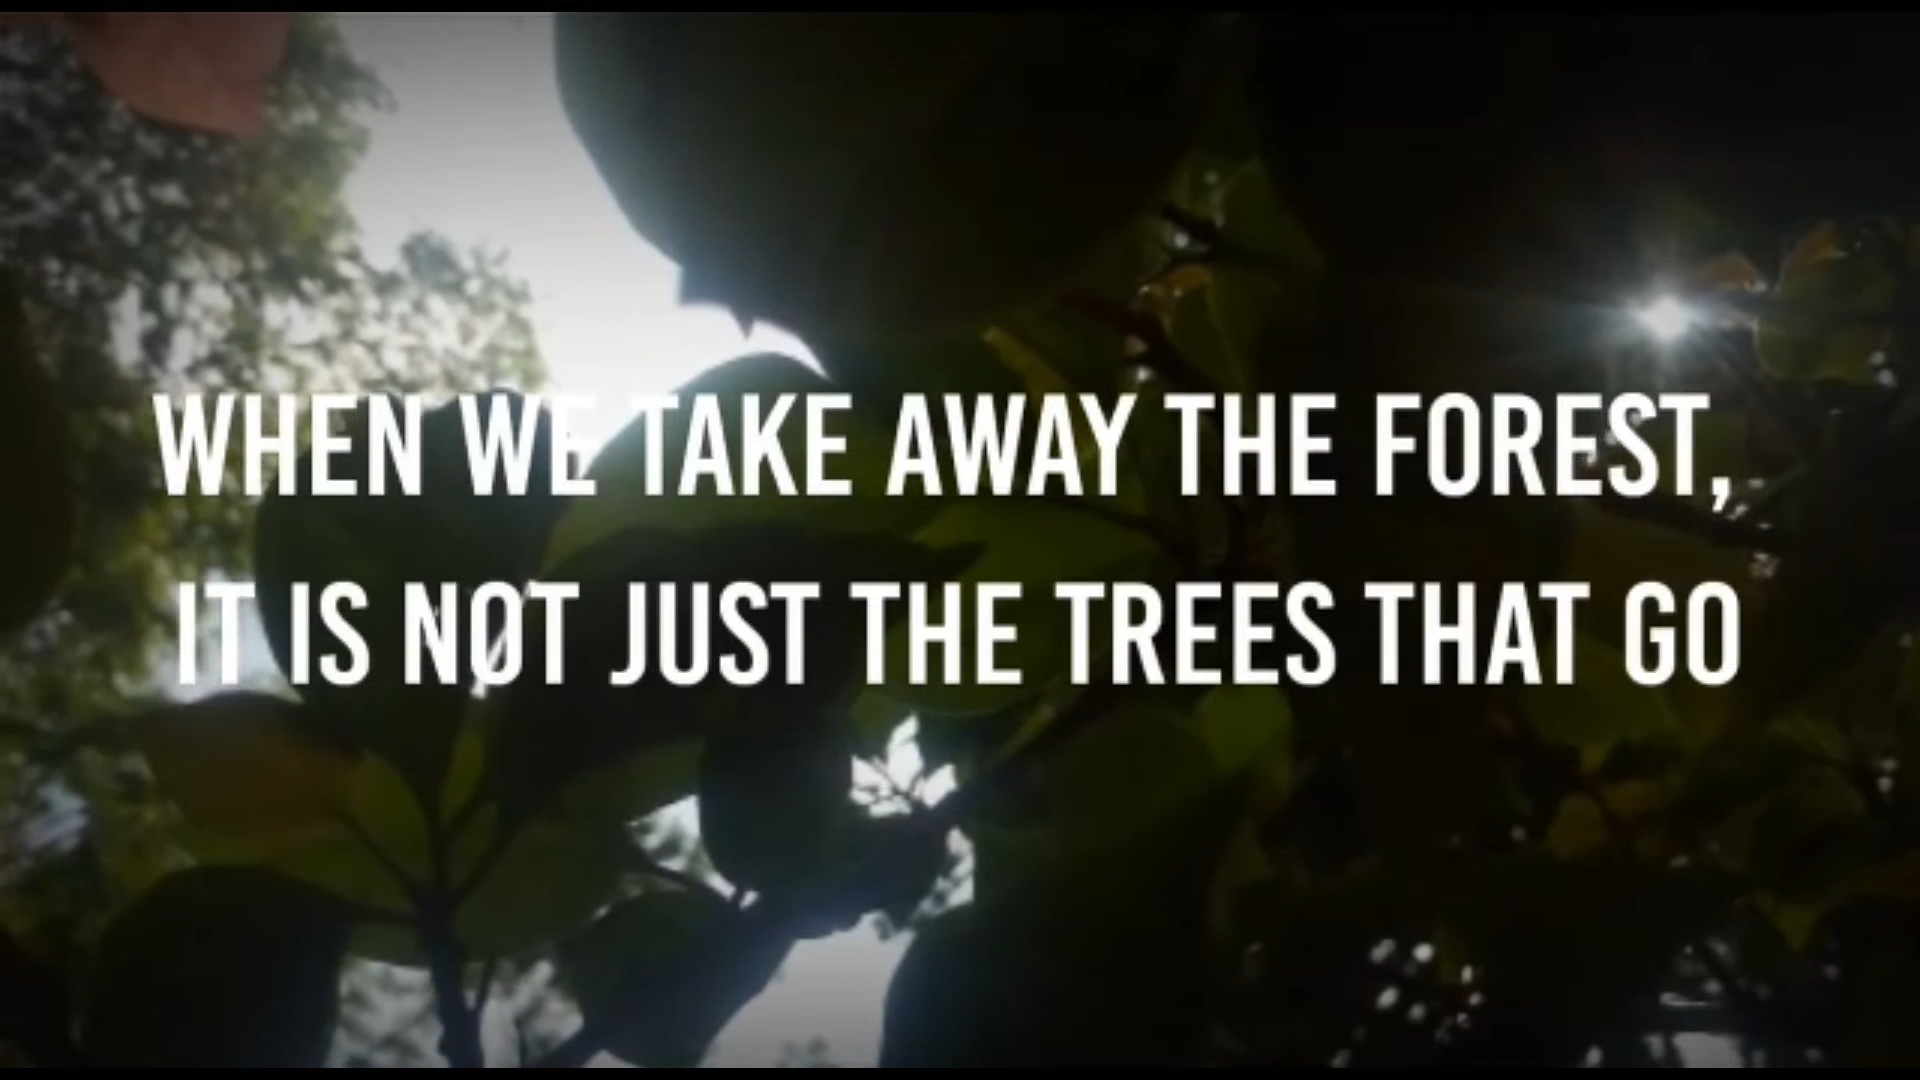 WHEN WE TAKE AWAY THE FOREST,
IT IS NOT JUST THE TREES THAT GO